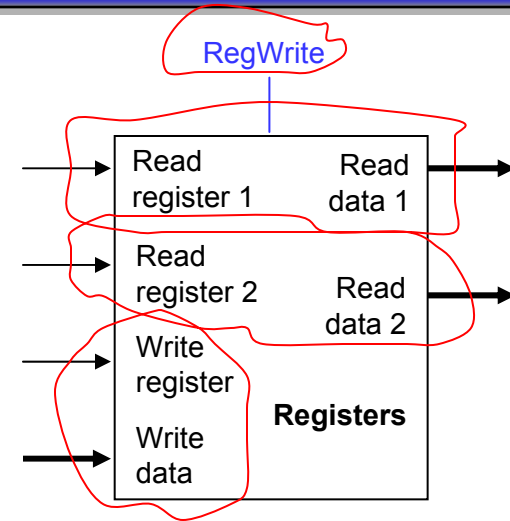 RegWrite
Read
register 1
Read
data 1
Read
register 2
Read
data 2
Write
register
Registers
Write
data